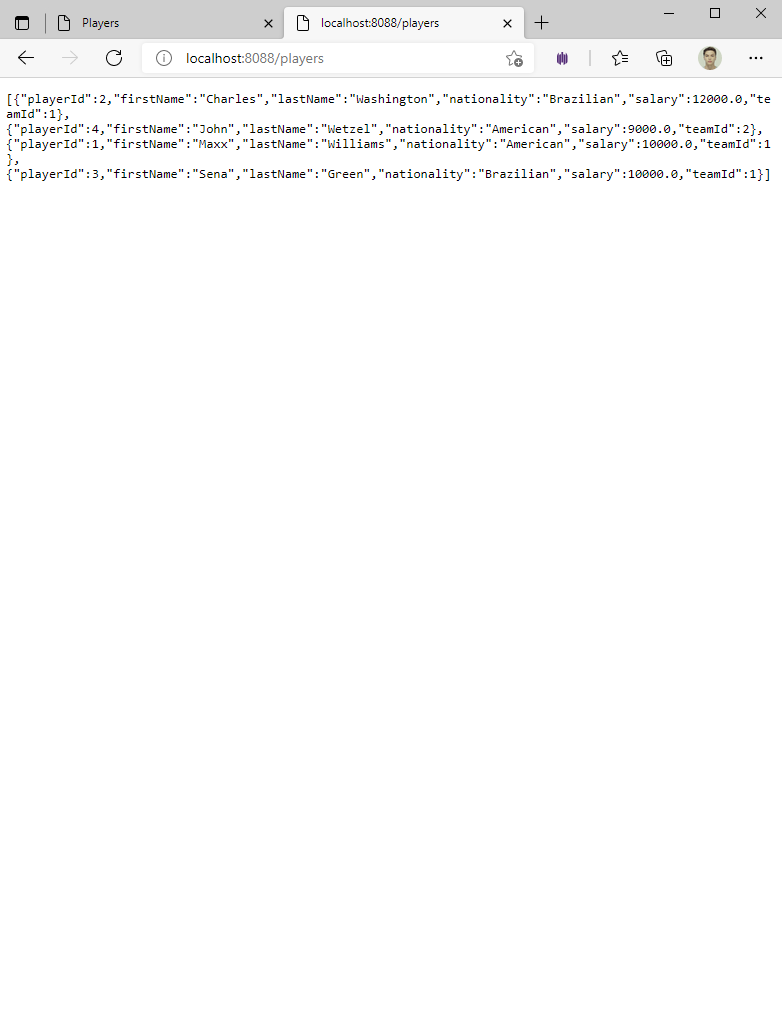 Players
localhost:8088/players
localhost:8088/players
[{"playerId":2,"firstName":"Charles","lastName":"Washington","nationality":"Brazilian","salary":12000.0,"te
amId":1},
{"playerId":4,"firstName":"John","lastName":"Wetzel","nationality":"American","salary":9000.0,"teamId":2},
{"playerId":1,"firstName":"Maxx","lastName":"Williams","nationality":"American","salary":10000.0,"teamId":1
},
{"playerId":3,"firstName":"Sena","lastName":"Green","nationality":"Brazilian","salary":10000.0,"teamId":1}]